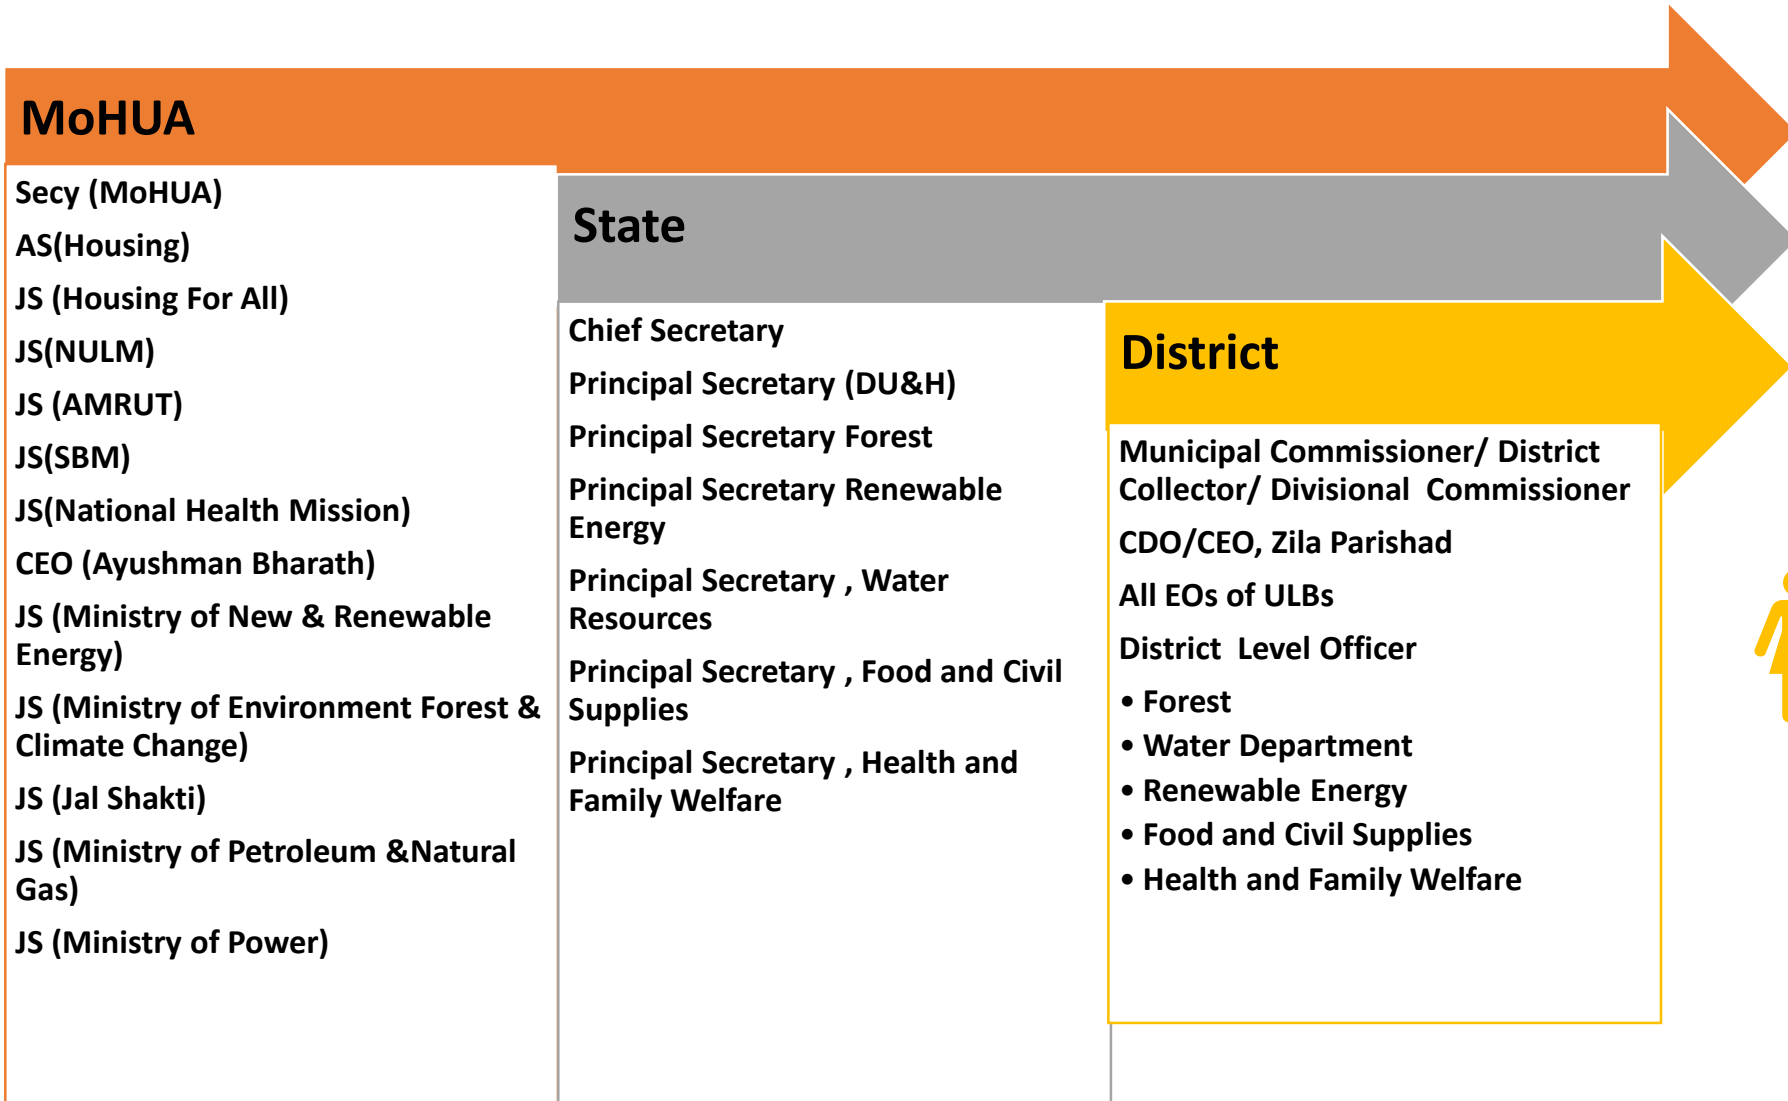 MoHUA
Secy (MoHUA)
AS(Housing)
JS (Housing For All)
JS(NULM)
JS (AMRUT)
JS(SBM)
JS(National Health Mission)
CEO (Ayushman Bharath)
JS (Ministry of New & Renewable
Energy)
JS (Ministry of Environment Forest &
Climate Change)
JS (Jal Shakti)
JS (Ministry of Petroleum &Natural
Gas)
JS (Ministry of Power)
State
Chief Secretary
Principal Secretary (DU&H)
Principal Secretary Forest
Principal Secretary Renewable
Energy
Principal Secretary , Water
Resources
Principal Secretary , Food and Civil
Supplies
Principal Secretary , Health and
Family Welfare
District
Municipal Commissioner/ District
Collector/ Divisional  Commissioner
CDO/CEO, Zila Parishad
All EOs of ULBs
District  Level Officer
• Forest
• Water Department
• Renewable Energy
• Food and Civil Supplies
• Health and Family Welfare